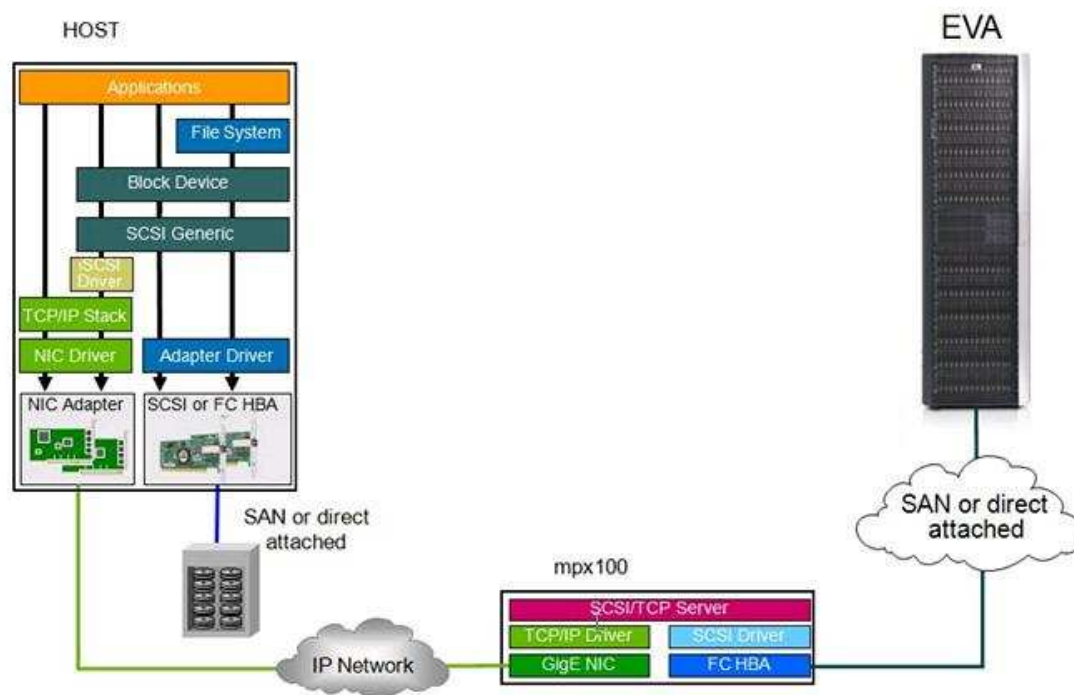 HOST
EVA
Applications
File System
Block Device
SCSI Generic
iSCSI
Driver
TCP/IP Stack
NIC Driver
Adapter Driver
NIC Adapter
SCSI or FC HBA
SAN or direct
attached
SAN or direct
attached
mpx100
SCSI/TCP Server
TCP/IP Driver
SCSI Driver
GigE NIC
FC HBA
IP Network